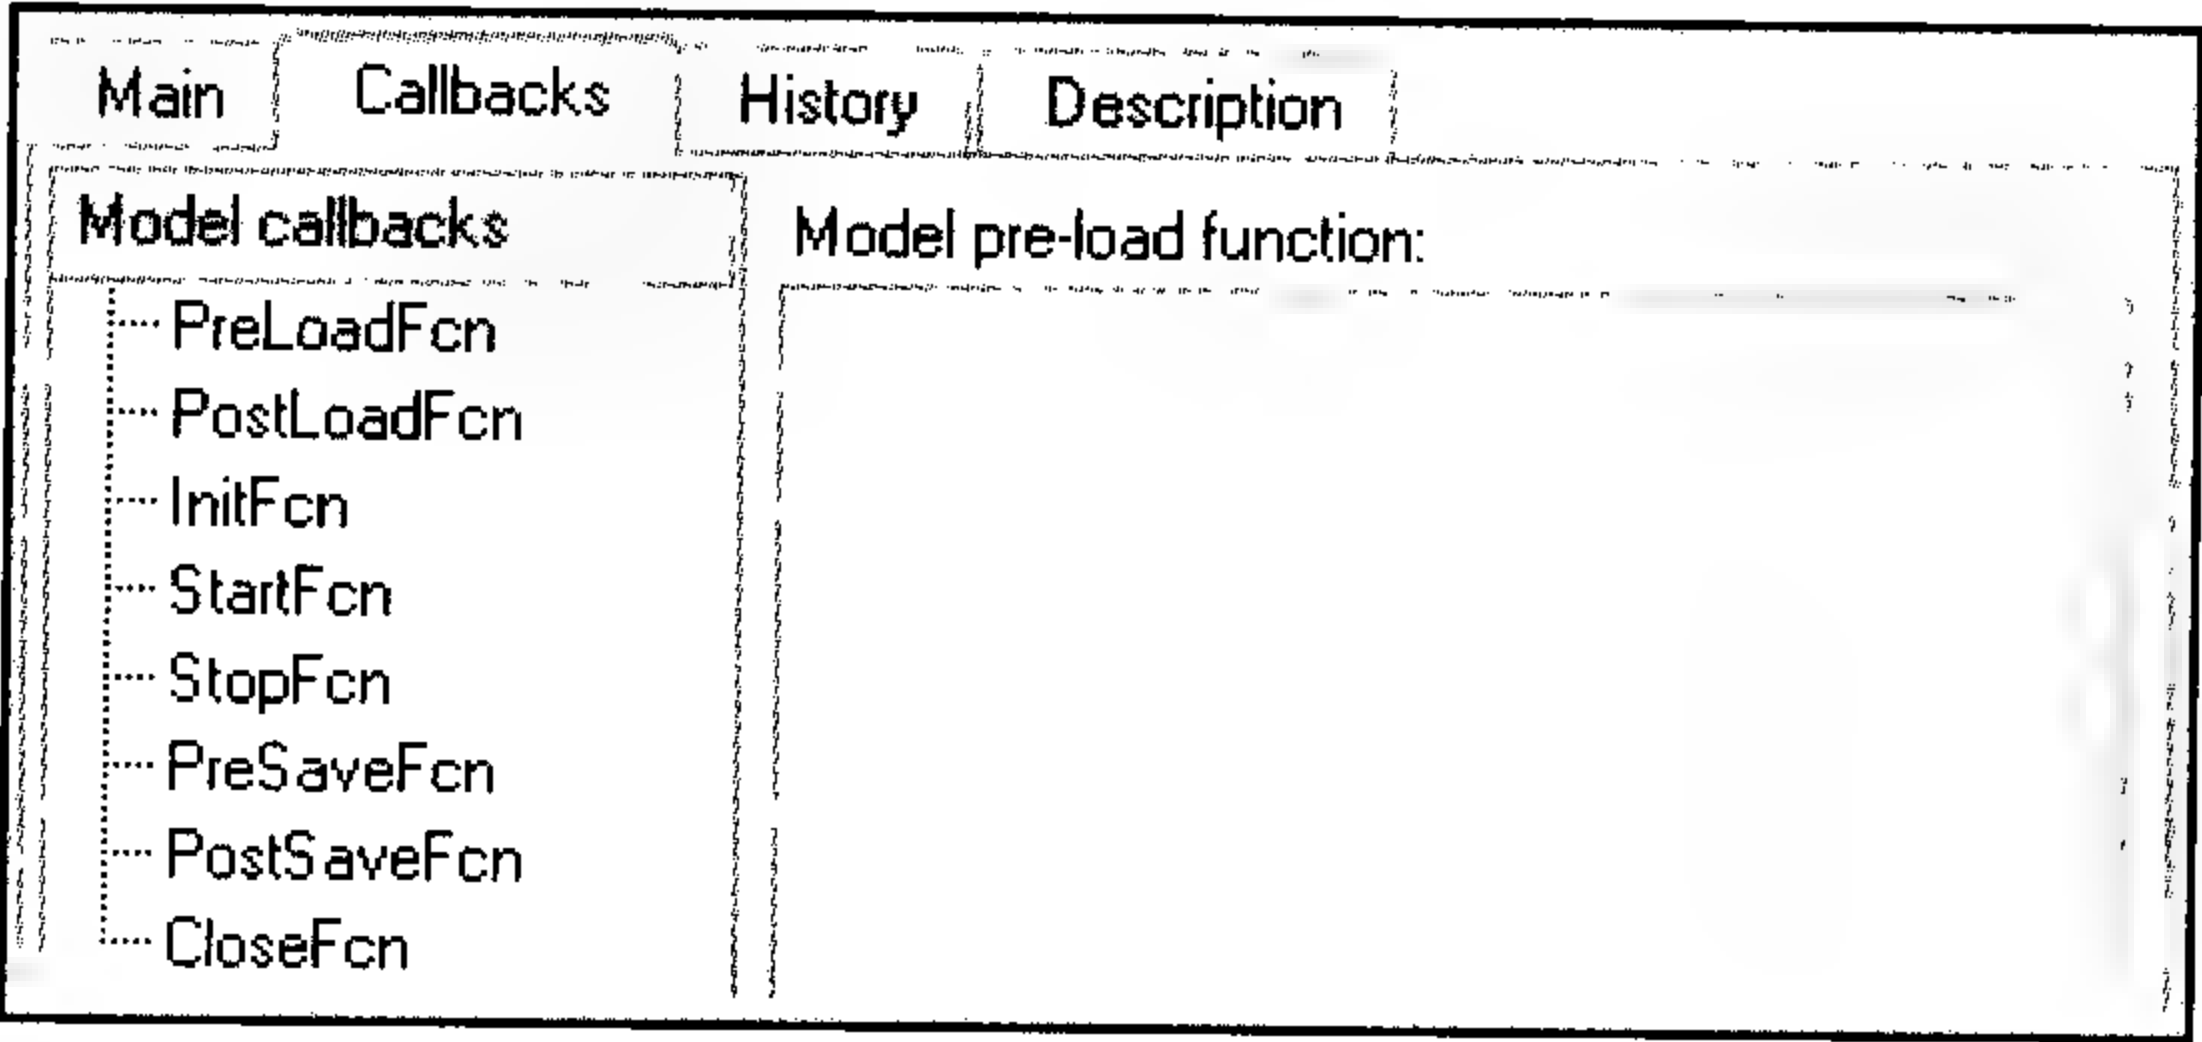 Main Callbacks History Description
Model callbacks
Model pre-load function:
PreLoadFcn
PostLoadFcn
InitFcn
StartFcn
StopFcn
PreSaveFcn
PostSaveFcn
CloseFcn